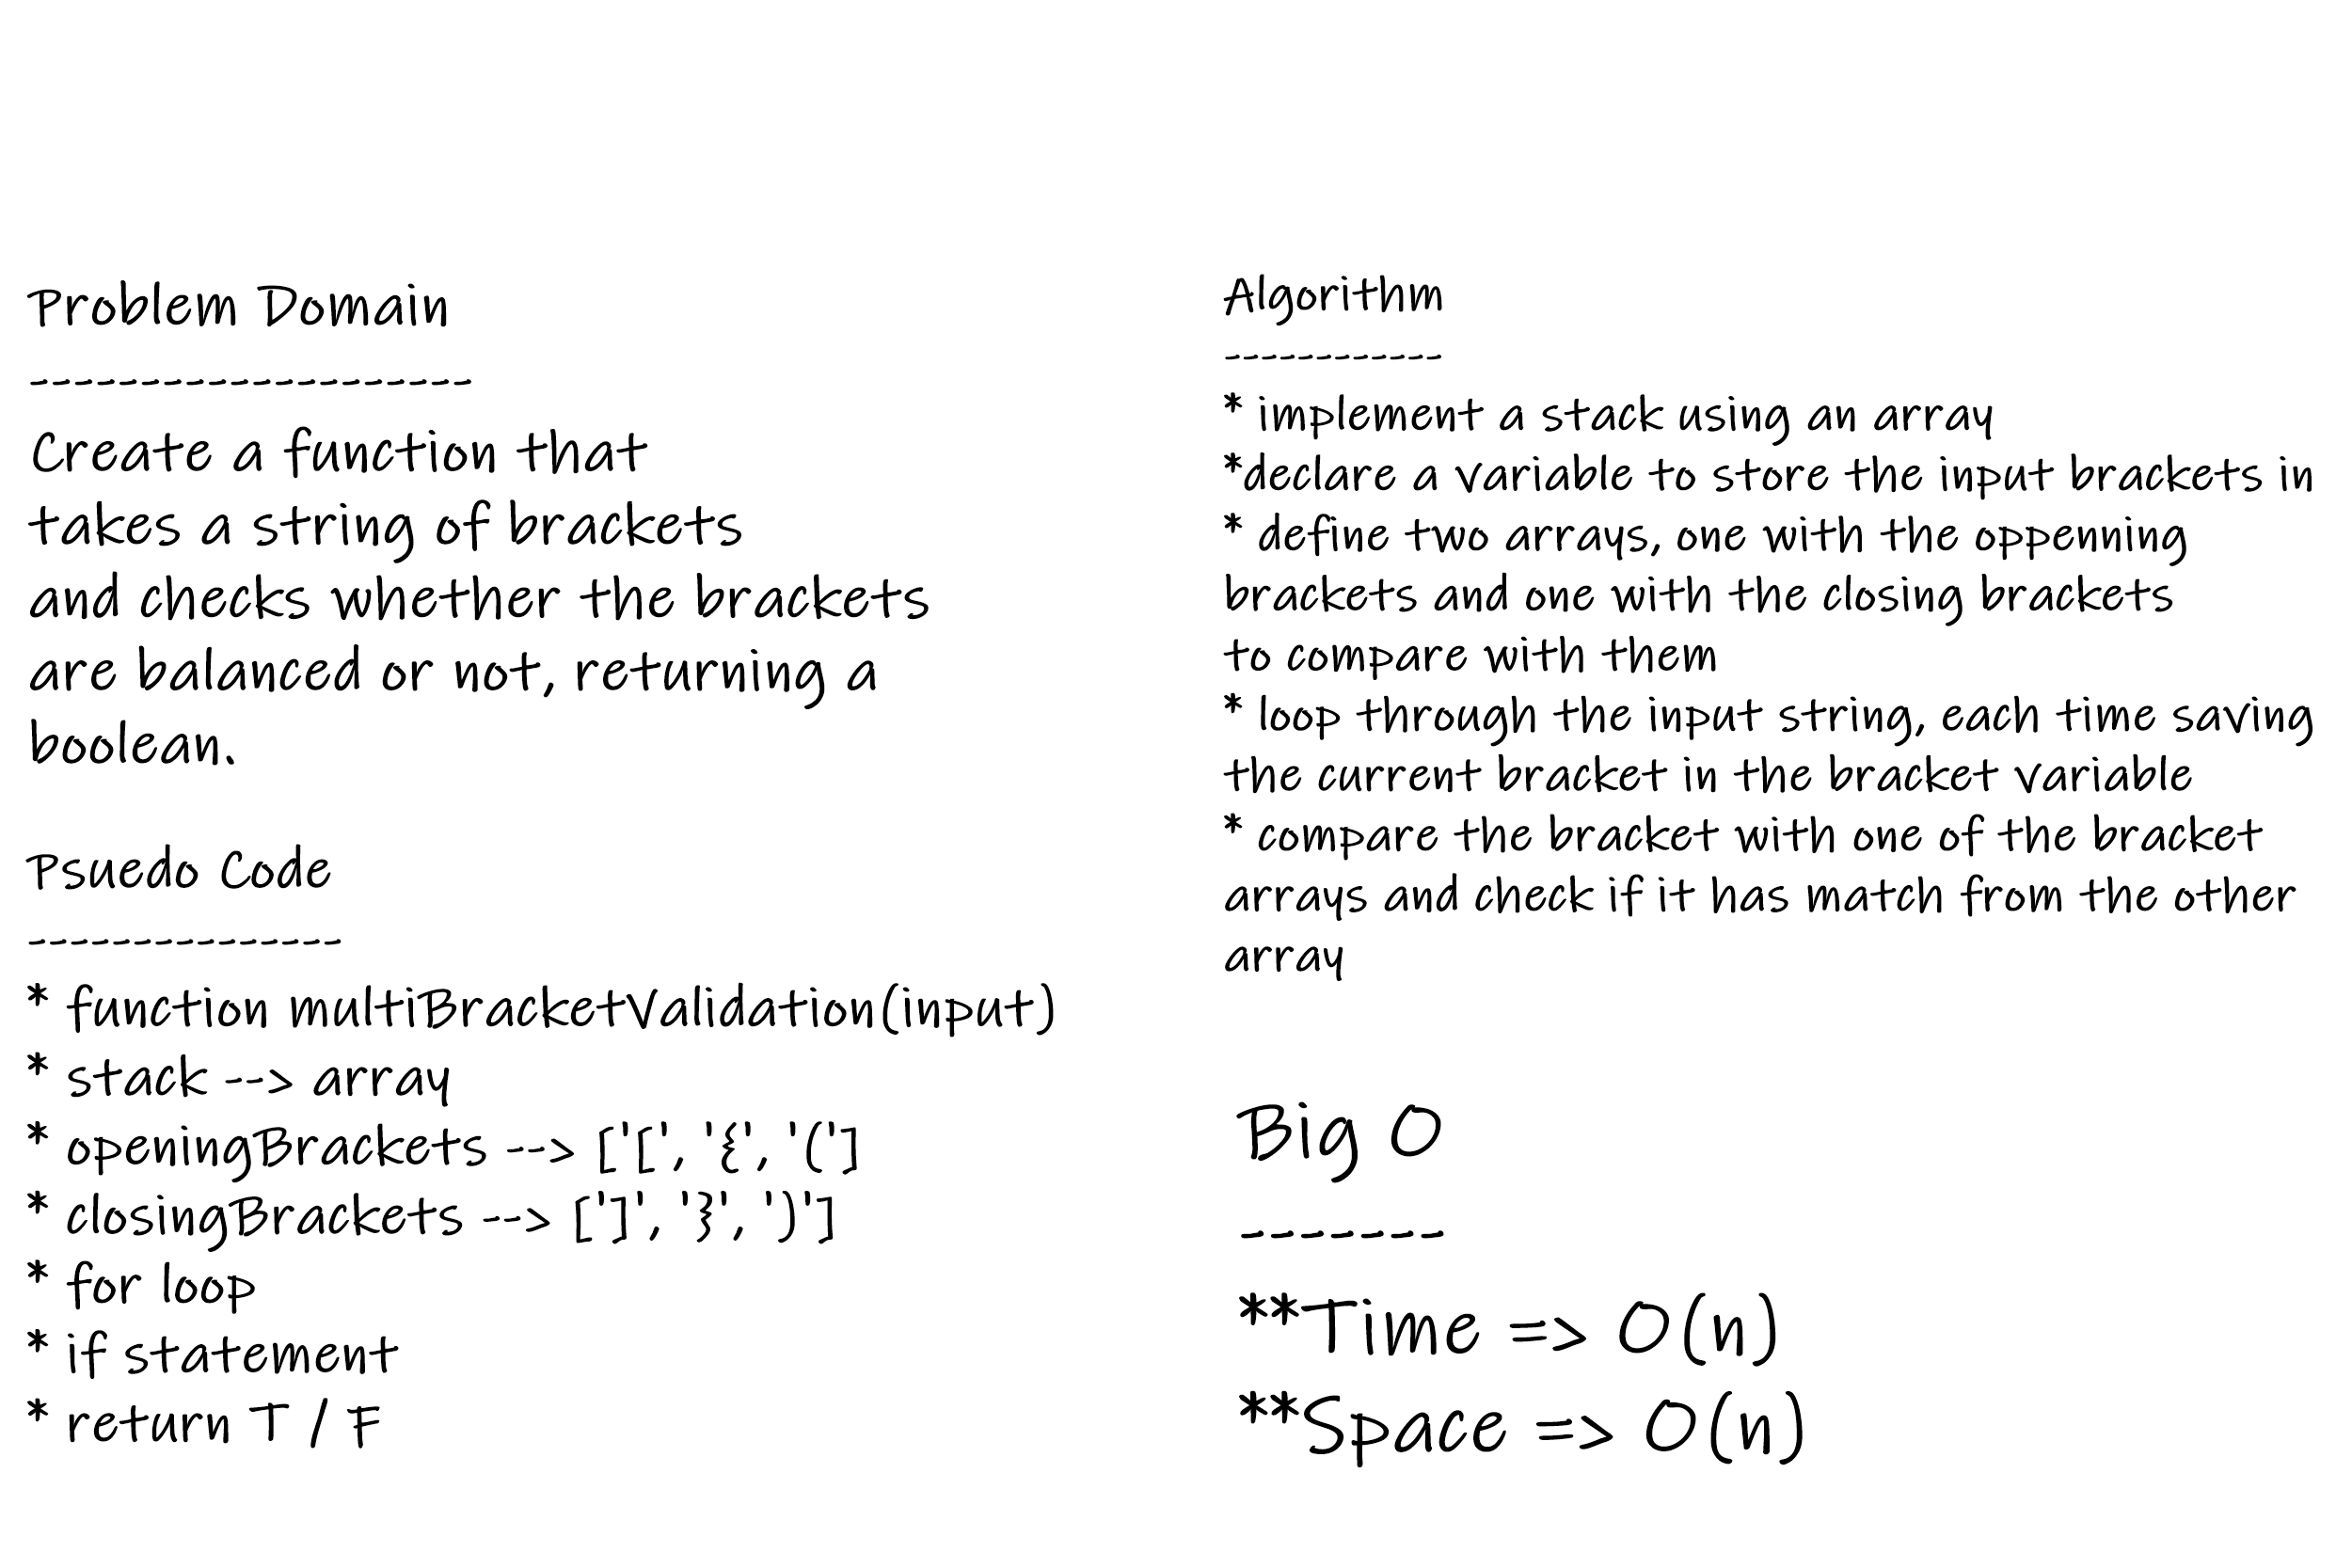 Problem Domain
--------------------
Create a function that
takes a string of brackets
and checks whether the brackets
are balanced or not, returning a
boolean.
Psuedo Code
---------------
* function multiBracketValidation(input)
* stack --> array
* openingBrackets --> ['[', '{', '(']
* closingBrackets --> [']', '}', ')']
* for loop
* if statement
* return T / F
Algorithm
------------
* implement a stack using an array
*declare a variable to store the input brackets in
* define two arrays, one with the oppenning
brackets and one with the closing brackets
to compare with them
* loop through the input string, each time saving
the current bracket in the bracket variable
* compare the bracket with one of the bracket
arrays and check if it has match from the other
array
Big O
-------
**Time => O(n)
**Space => O(n)